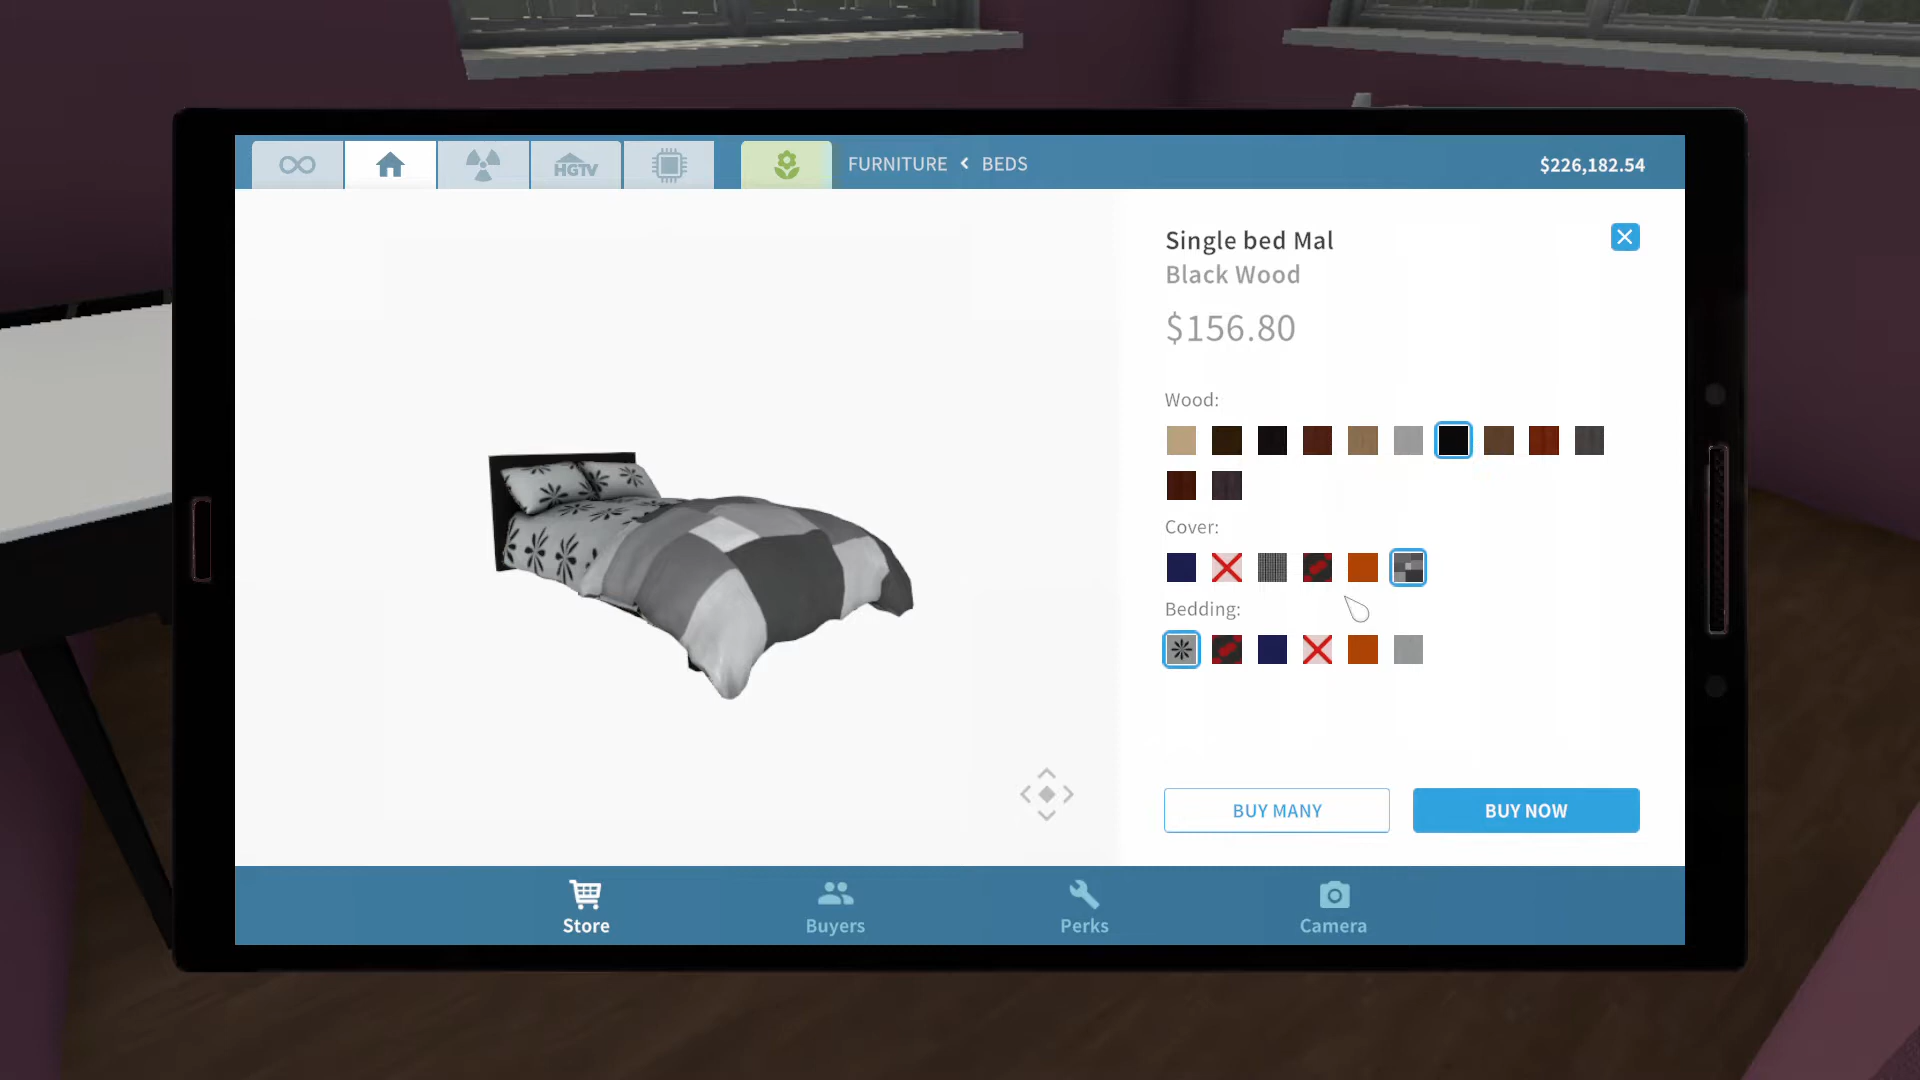 HGTV
FURNITURE < BEDS
$226,182.54
Single bed Mal
Black Wood
$156.80
Wood:
Cover:
Bedding:
BUY MANY
BUY NOW
Store
Buyers
Perks
Camera